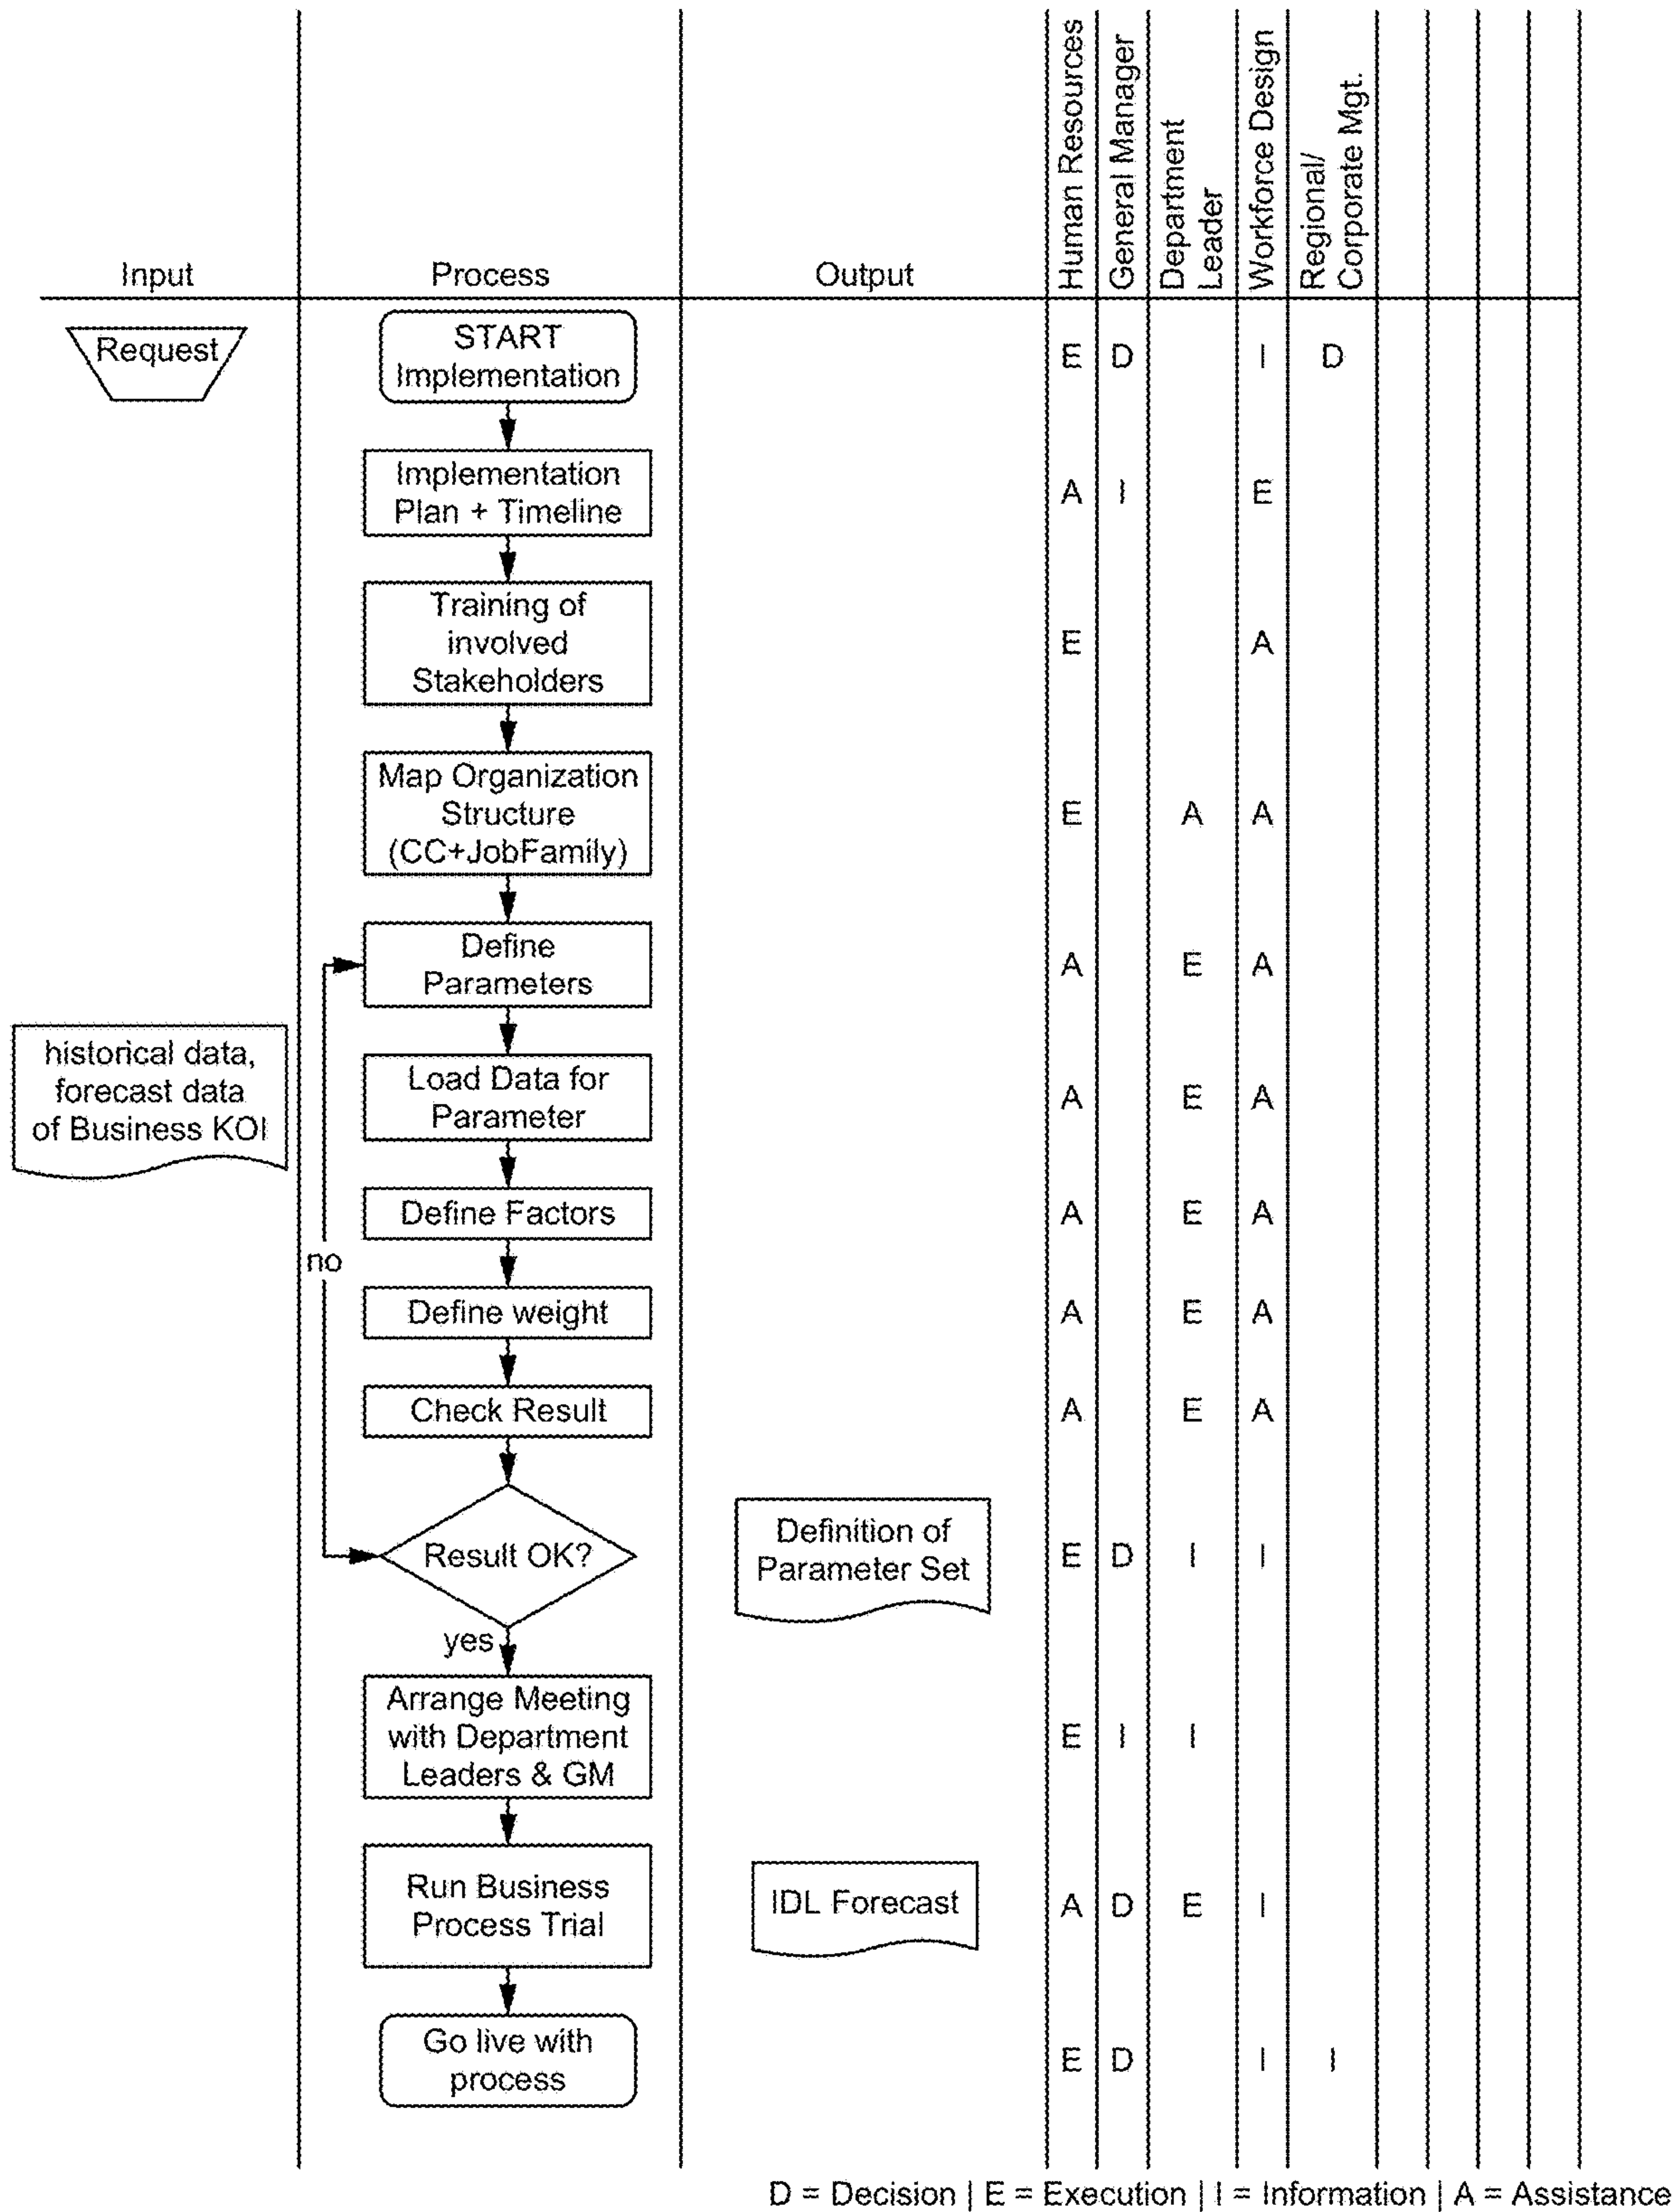 Input
Process
Output
Human Resources
General Manager
Department
Leader
Workforce Design
Regional/
Corporate Mgt.
Request
START
Implementation
E D I D
Implementation
Plan + Timeline
A I E
Training of
involved
Stakeholders
E A
Map Organization
Structure
(CC+JobFamily)
E A A
Define
Parameters
A E A
historical data,
forecast data
of Business KOI
Load Data for
Parameter
A E A
Define Factors
A E A
no
Define weight
A E A
Check Result
A E A
Result OK?
Definition of
Parameter Set
E D I I
yes
Arrange Meeting
with Department
Leaders & GM
E I I
Run Business
Process Trial
IDL Forecast
A D E I
Go live with
process
E D I I
D = Decision | E = Execution | I = Information | A = Assistance